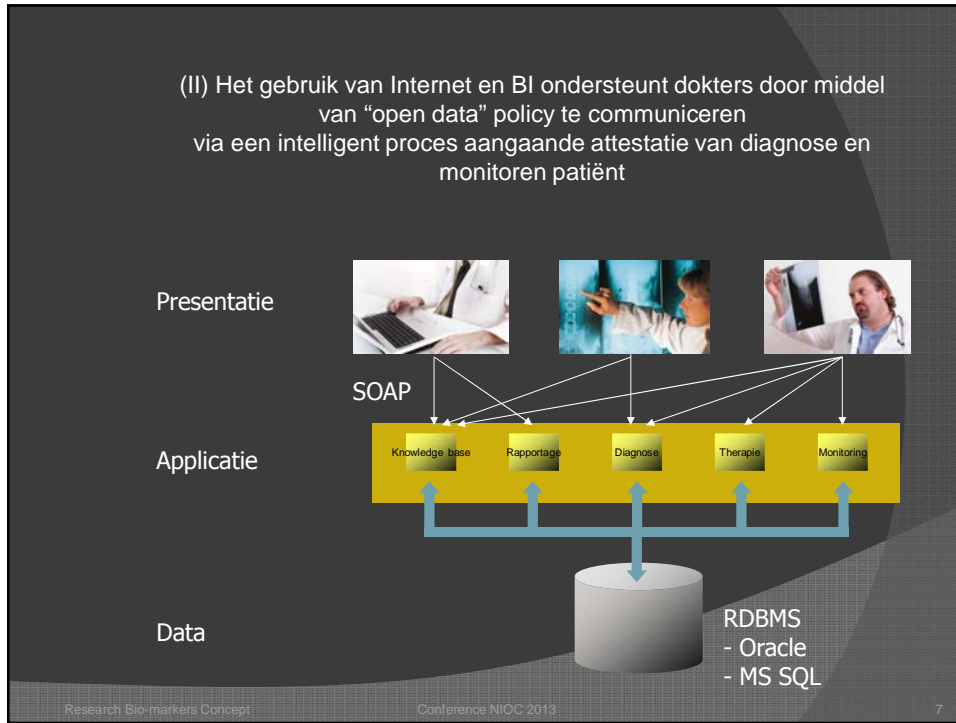 (II) Het gebruik van Internet en BI ondersteunt dokters door middel
van “open data” policy te communiceren
via een intelligent proces aangaande attestatie van diagnose en
monitoren patiënt
Presentatie
SOAP
Applicatie
Knowledge base
Rapportage
Diagnose
Therapie
Monitoring
Data
RDBMS
- Oracle
- MS SQL
Research Bio-markers Concept
Conference NIOC 2013
7